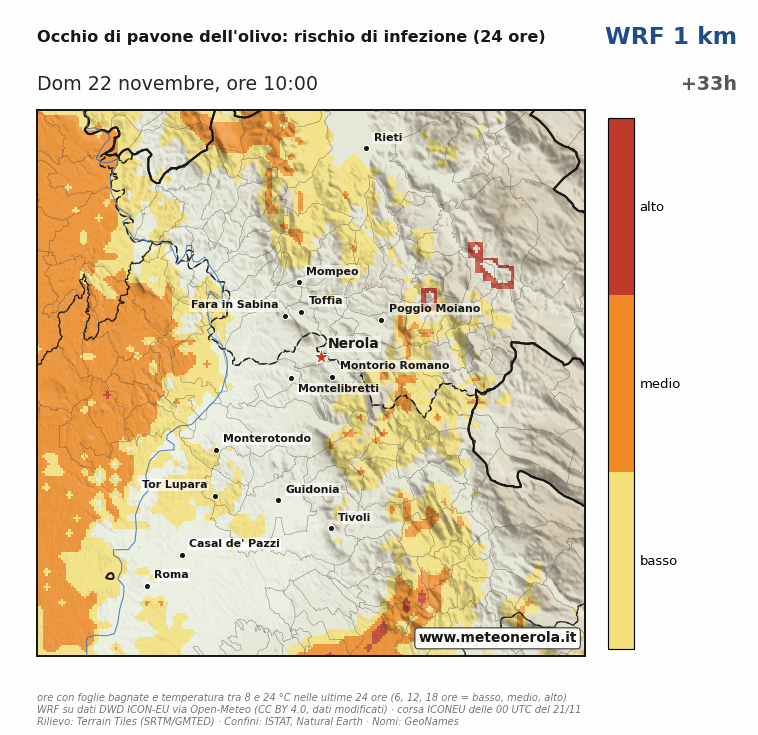 Occhio di pavone dell'olivo: rischio di infezione (24 ore)
WRF 1 km
Dom 22 novembre, ore 10:00
+33h
Rieti
alto
Mompeo
Toffia
Fara in Sabina
Poggio Moiano
Nerola
Montorio Romano
medio
Montelibretti
Monterotondo
Tor Lupara
Guidonia
Tivoli
Casal de' Pazzi
basso
Roma
www.meteonerola.it
ore con foglie bagnate e temperatura tra 8 e 24 °C nelle ultime 24 ore (6, 12, 18 ore = basso, medio, alto)
WRF su dati DWD ICON-EU via Open-Meteo (CC BY 4.0, dati modificati) · corsa ICONEU delle 00 UTC del 21/11
Rilievo: Terrain Tiles (SRTM/GMTED) · Confini: ISTAT, Natural Earth · Nomi: GeoNames